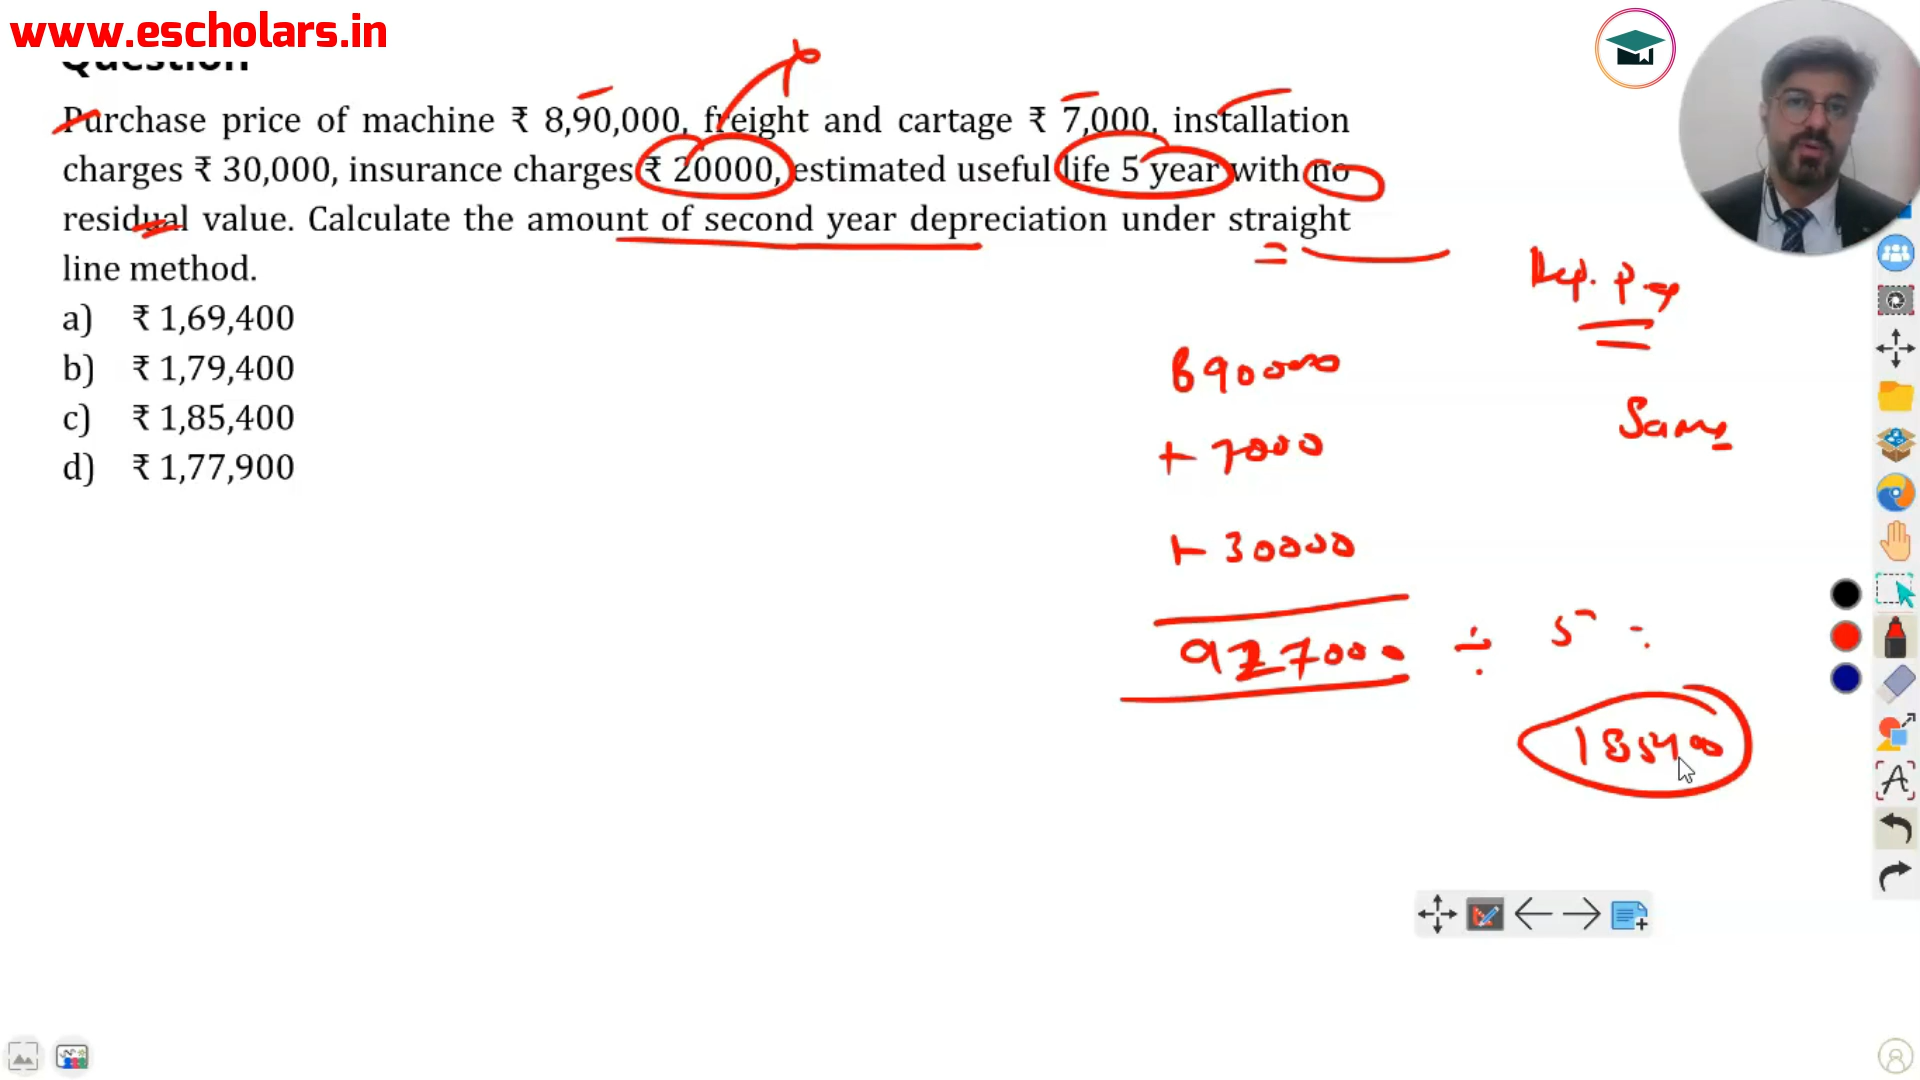 www.escholars.in
Question
Purchase price of machine ₹ 8,90,000, freight and cartage ₹ 7,000, installation
charges ₹ 30,000, insurance charges ₹ 20000, estimated useful life 5 year with no
residual value. Calculate the amount of second year depreciation under straight
line method.
a) ₹ 1,69,400
b) ₹ 1,79,400
c) ₹ 1,85,400
d) ₹ 1,77,900
Dep. P.
890000
+ 7000
Same
+ 30000
927000 ÷ 5
185400